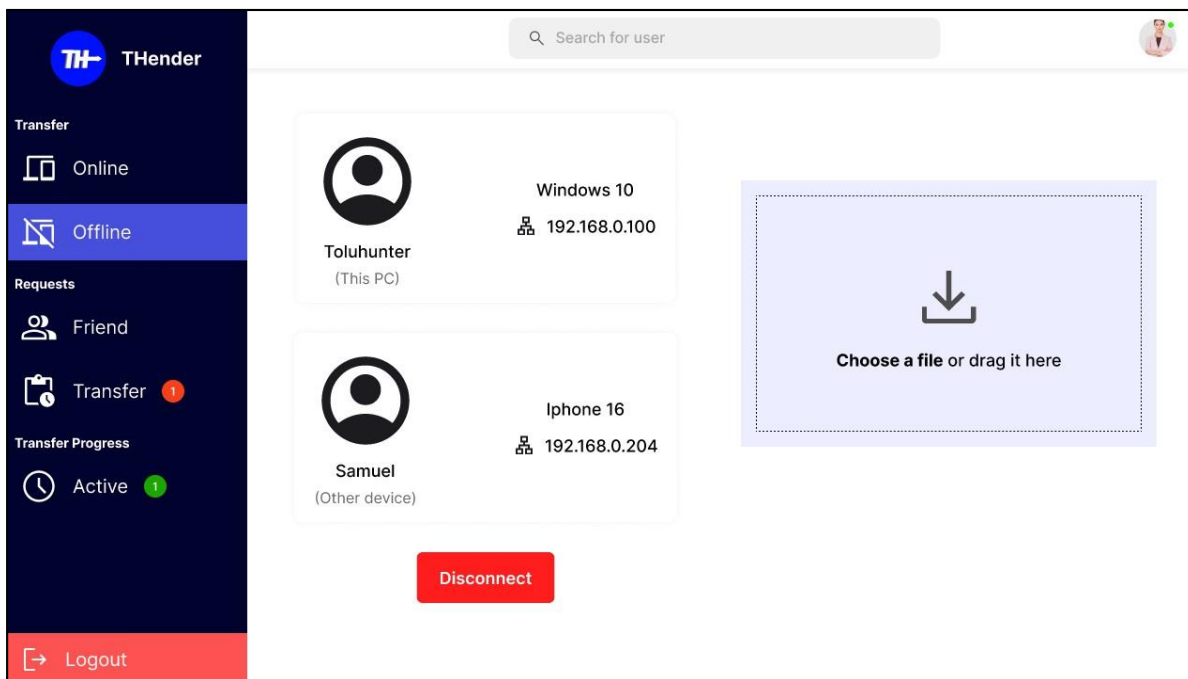 TH
THender
Search for user
Transfer
Online
Offline
Requests
Friend
Transfer 1
Transfer Progress
Active 1
Logout
Toluhunter
(This PC)
Windows 10
192.168.0.100
Samuel
(Other device)
Iphone 16
192.168.0.204
Disconnect
Choose a file or drag it here